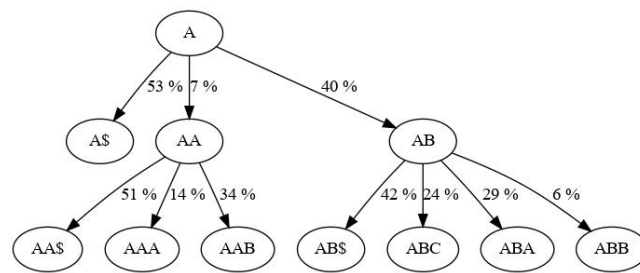 A
53 % 7 % 40 %
A$ AA AB
51 % 14 % 34 % 42 % 24 % 29 % 6 %
AA$ AAA AAB AB$ ABC ABA ABB